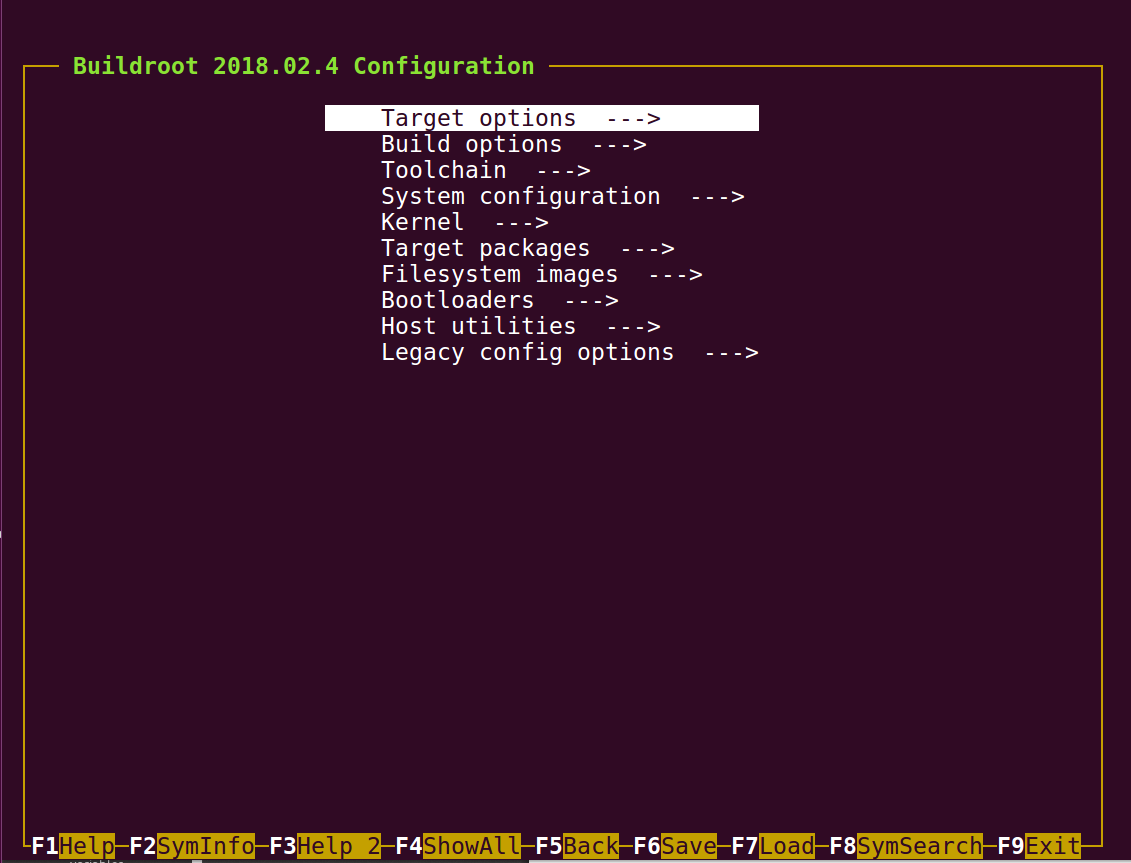 Buildroot 2018.02.4 Configuration
Target options --->
Build options --->
Toolchain --->
System configuration --->
Kernel --->
Target packages --->
Filesystem images --->
Bootloaders --->
Host utilities --->
Legacy config options --->
F1Help F2SymInfo F3Help 2 F4ShowAll F5Back F6Save F7Load F8SymSearch F9Exit